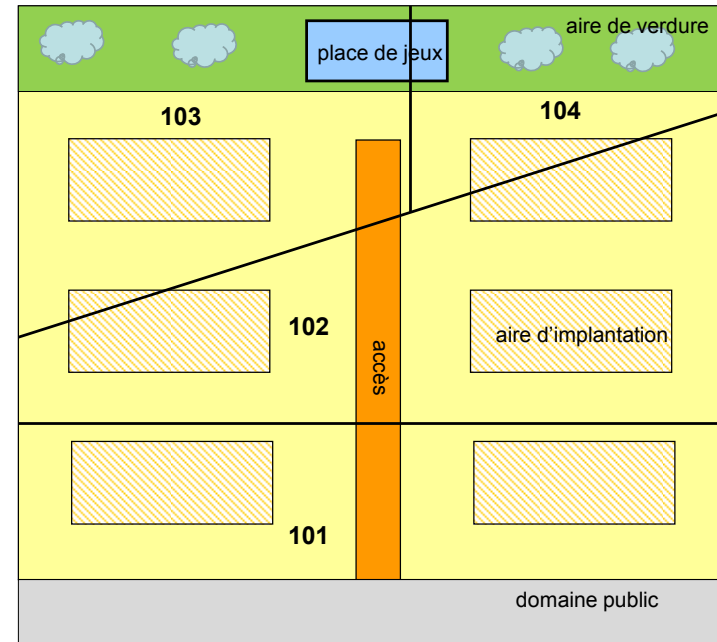 aire de verdure
place de jeux
103
104
102
aire d'implantation
accès
101
domaine public